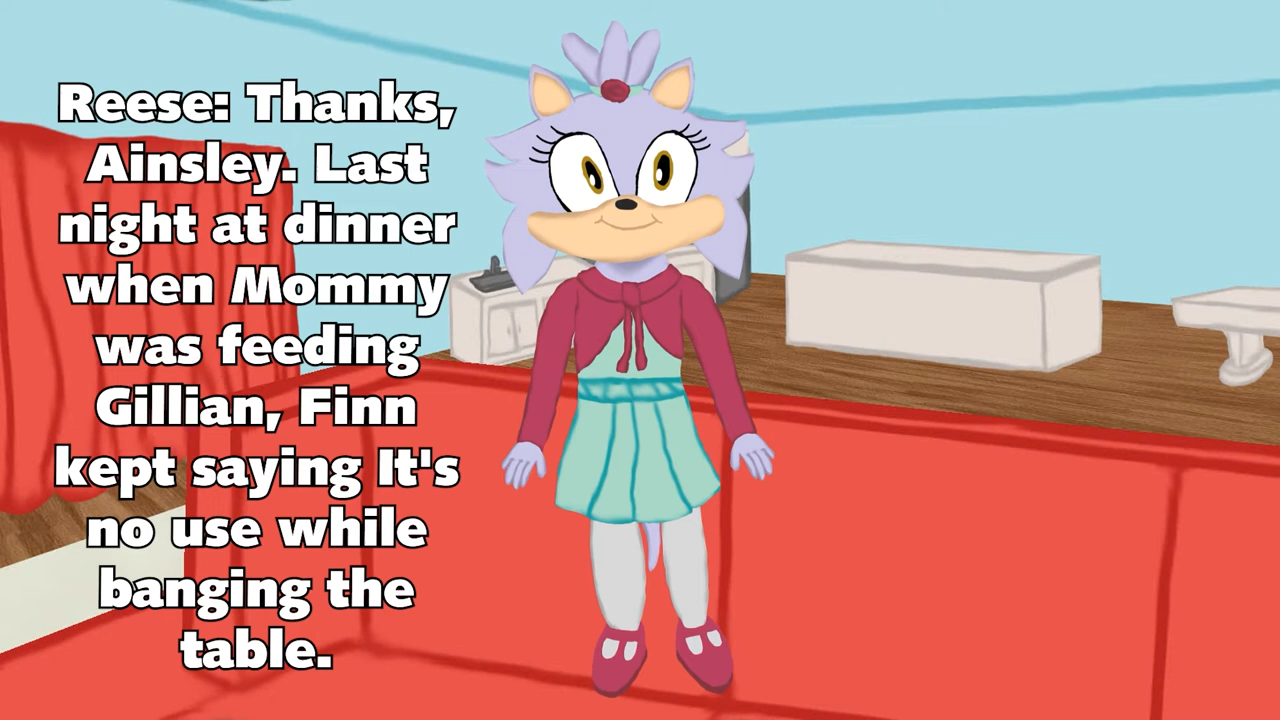 Reese: Thanks,
Ainsley. Last
night at dinner
when Mommy
was feeding
Gillian, Finn
kept saying It's
no use while
banging the
table.